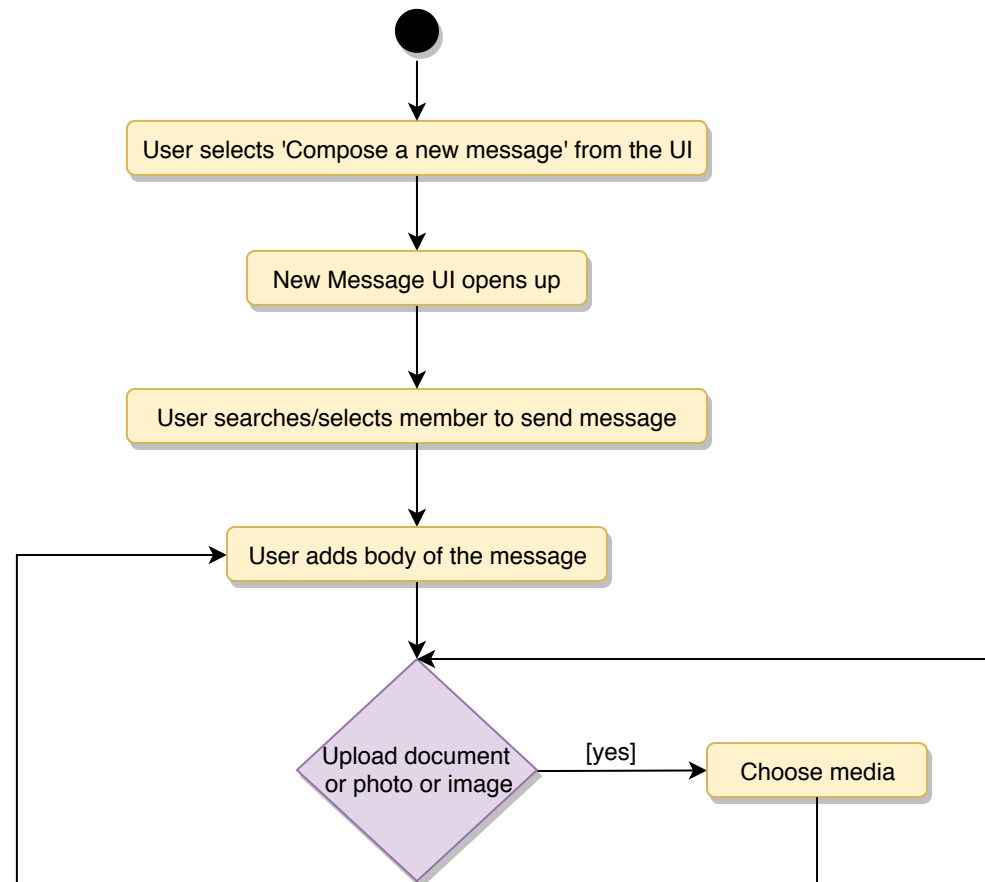 User selects 'Compose a new message' from the UI
New Message UI opens up
User searches/selects member to send message
User adds body of the message
Upload document
or photo or image
[yes]
Choose media